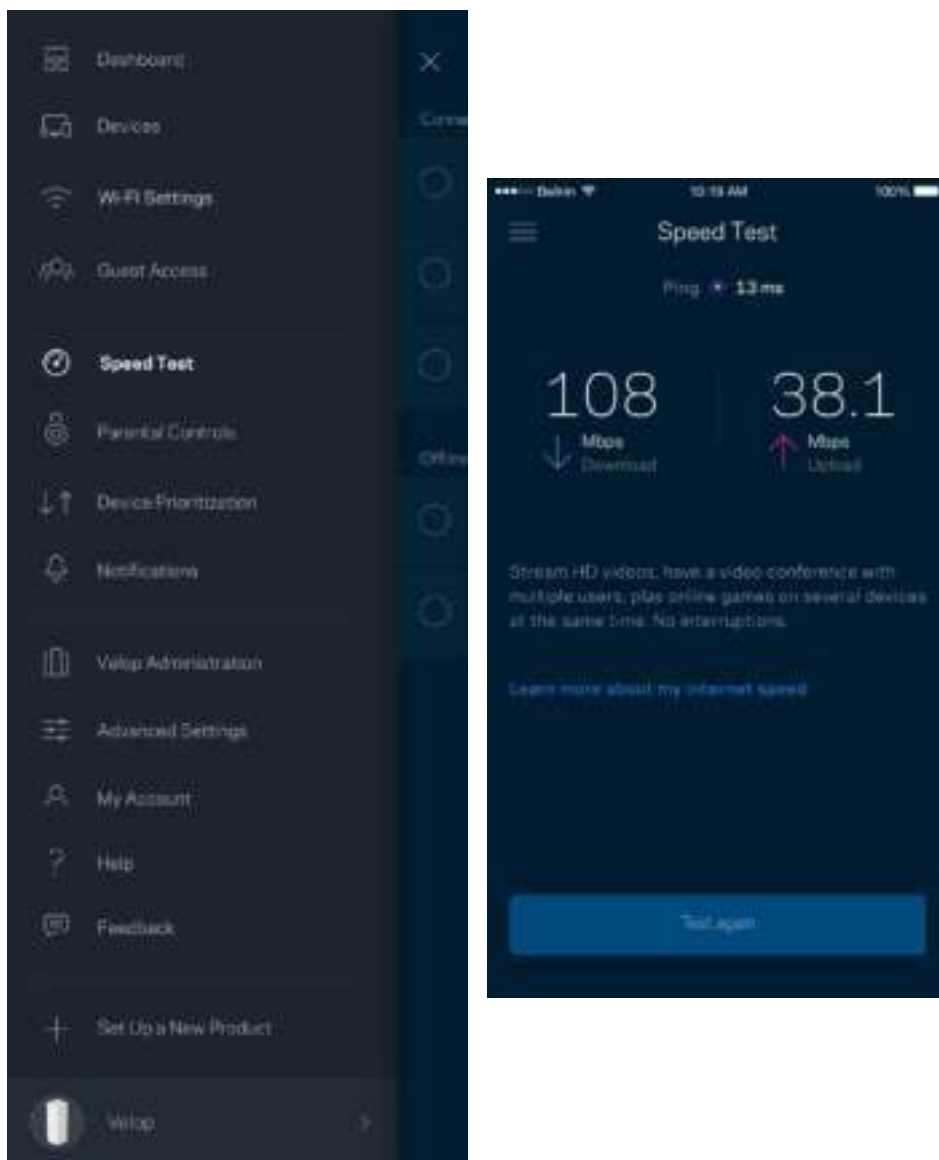 Dashboard
Devices
Wi-Fi Settings
Guest Access
Speed Test
Parental Controls
Device Prioritization
Notifications
Velop Administration
Advanced Settings
My Account
Help
Feedback
Set Up a New Product
Velop
Belkin
10:19 AM
100%
Speed Test
Ping 13 ms
108
38.1
Mbps
Download
Mbps
Upload
Stream HD videos, have a video conference with
multiple users, play online games on several devices
at the same time. No interruptions.
Learn more about my internet speed
Test again